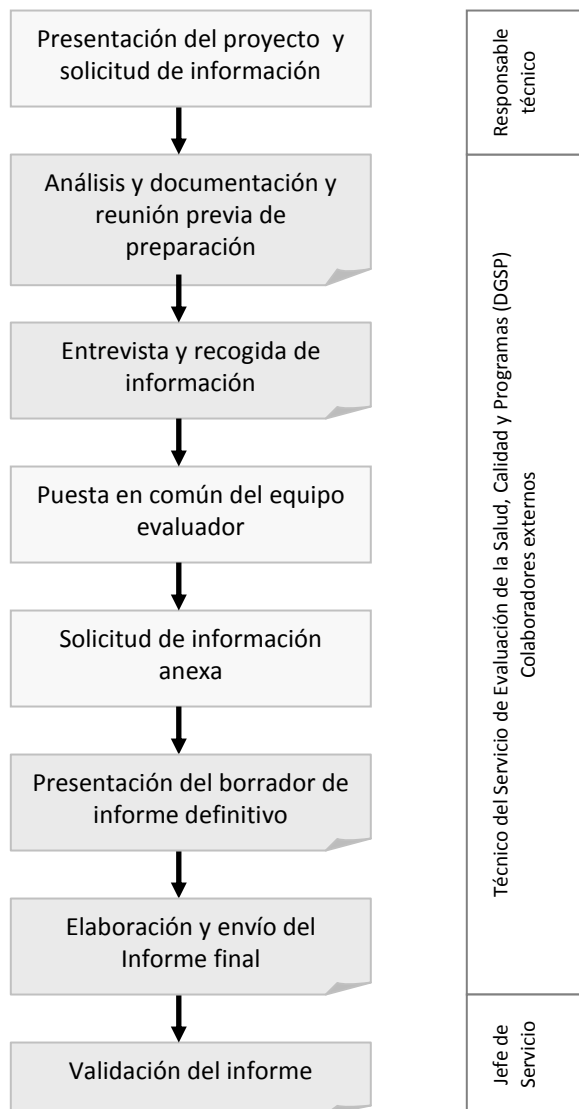 Presentación del proyecto y
solicitud de información
Análisis y documentación y
reunión previa de
preparación
Entrevista y recogida de
información
Puesta en común del equipo
evaluador
Solicitud de información
anexa
Presentación del borrador de
informe definitivo
Elaboración y envío del
Informe final
Validación del informe
Responsable
técnico
Técnico del Servicio de Evaluación de la Salud, Calidad y Programas (DGSP)
Colaboradores externos
Jefe de
Servicio